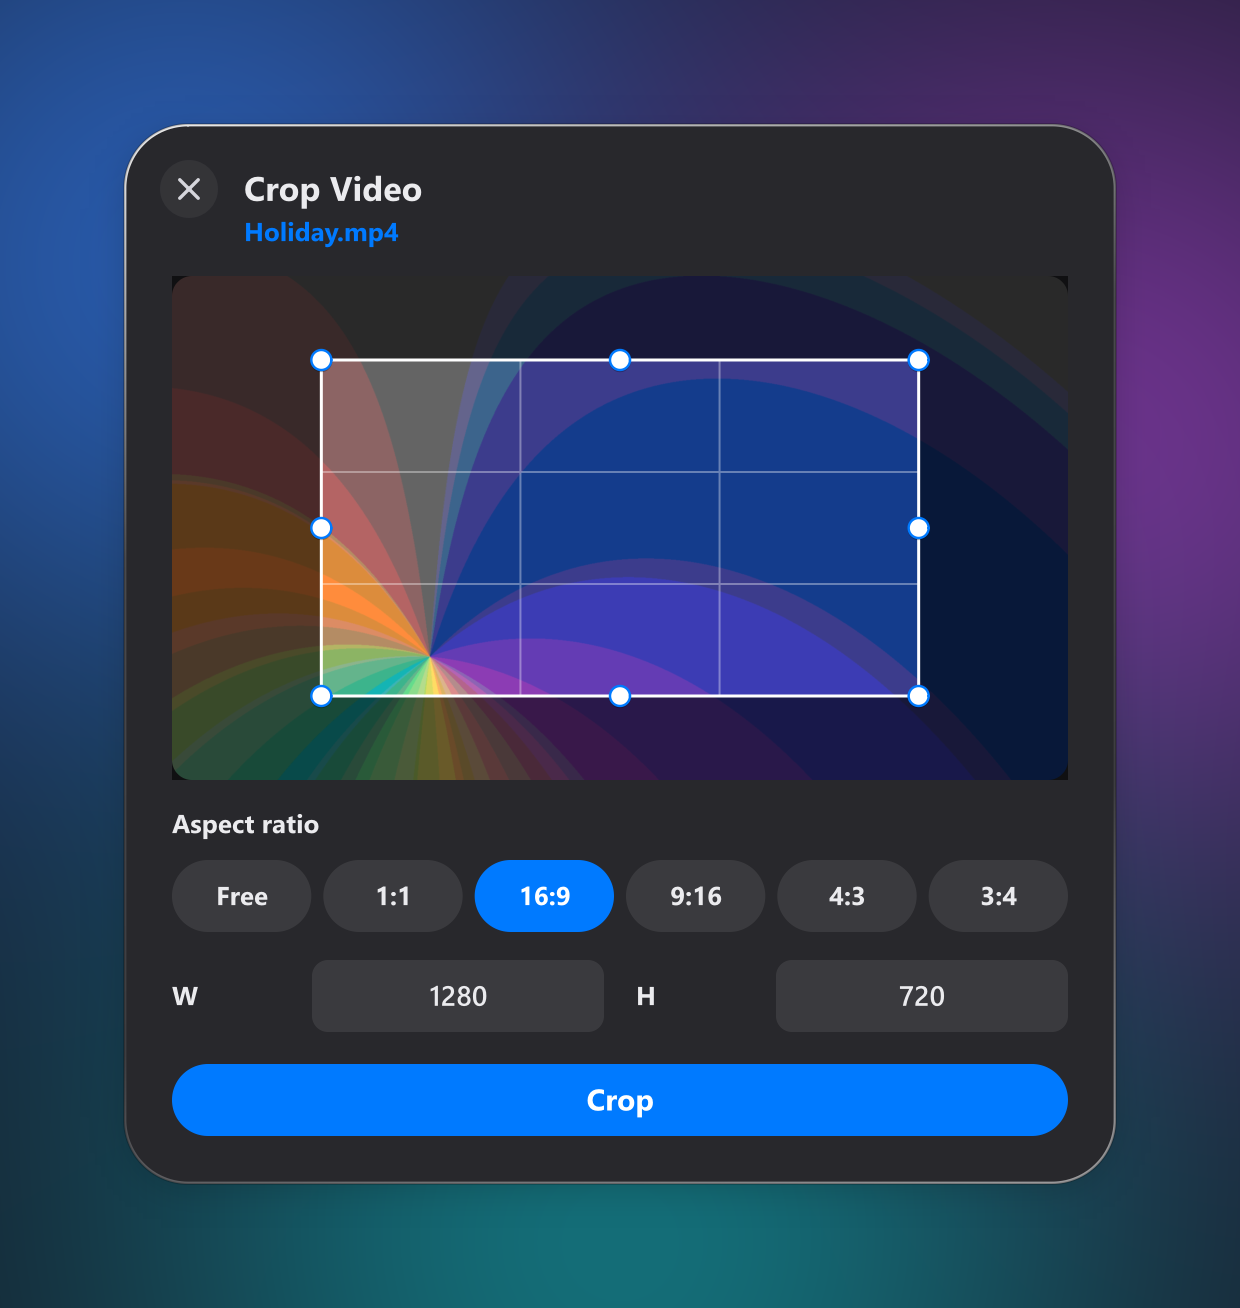 Crop Video
Holiday.mp4
Aspect ratio
Free 1:1 16:9 9:16 4:3 3:4
W 1280 H 720
Crop